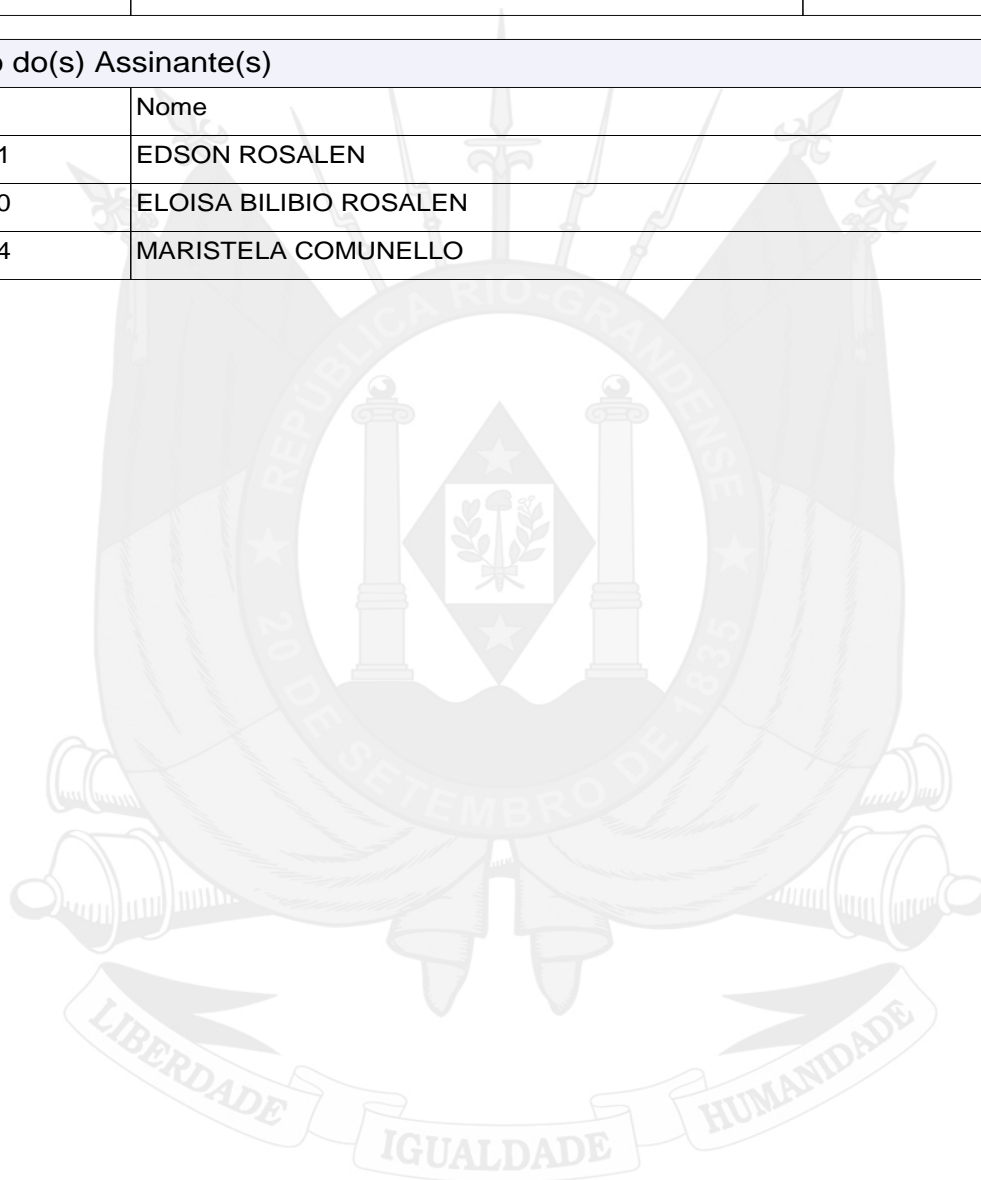 o do(s) Assinante(s)
Nome
1 EDSON ROSALEN
0 ELOISA BILIBIO ROSALEN
4 MARISTELA COMUNELLO
REPÚBLICA RIO-GRANDENSE
20 DE SETEMBRO DE 1835
LIBERDADE IGUALDADE HUMANIDADE